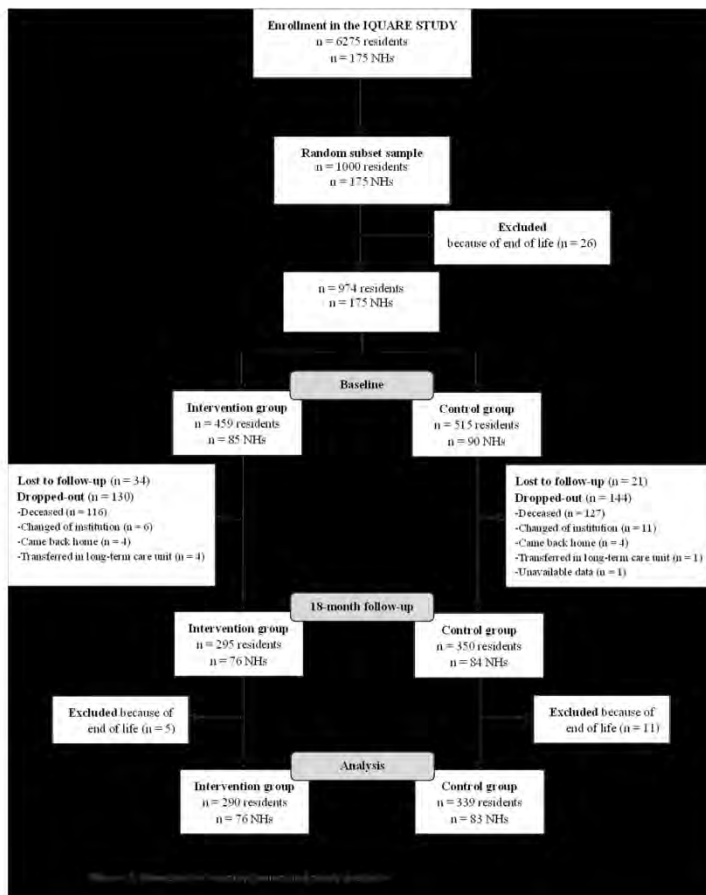 Enrollment in the IQUARE STUDY
n = 6275 residents
n = 175 NHs
Random subset sample
n = 1000 residents
n = 175 NHs
Excluded
because of end of life (n = 26)
n = 974 residents
n = 175 NHs
Baseline
Intervention group
n = 459 residents
n = 85 NHs
Control group
n = 515 residents
n = 90 NHs
Lost to follow-up (n = 34)
Dropped-out (n = 130)
-Deceased (n = 116)
-Changed of institution (n = 6)
-Came back home (n = 4)
-Transferred in long-term care unit (n = 4)
Lost to follow-up (n = 21)
Dropped-out (n = 144)
-Deceased (n = 127)
-Changed of institution (n = 11)
-Came back home (n = 4)
-Transferred in long-term care unit (n = 1)
-Unavailable data (n = 1)
18-month follow-up
Intervention group
n = 295 residents
n = 76 NHs
Control group
n = 350 residents
n = 84 NHs
Excluded because of
end of life (n = 5)
Excluded because of
end of life (n = 11)
Analysis
Intervention group
n = 290 residents
n = 76 NHs
Control group
n = 339 residents
n = 83 NHs